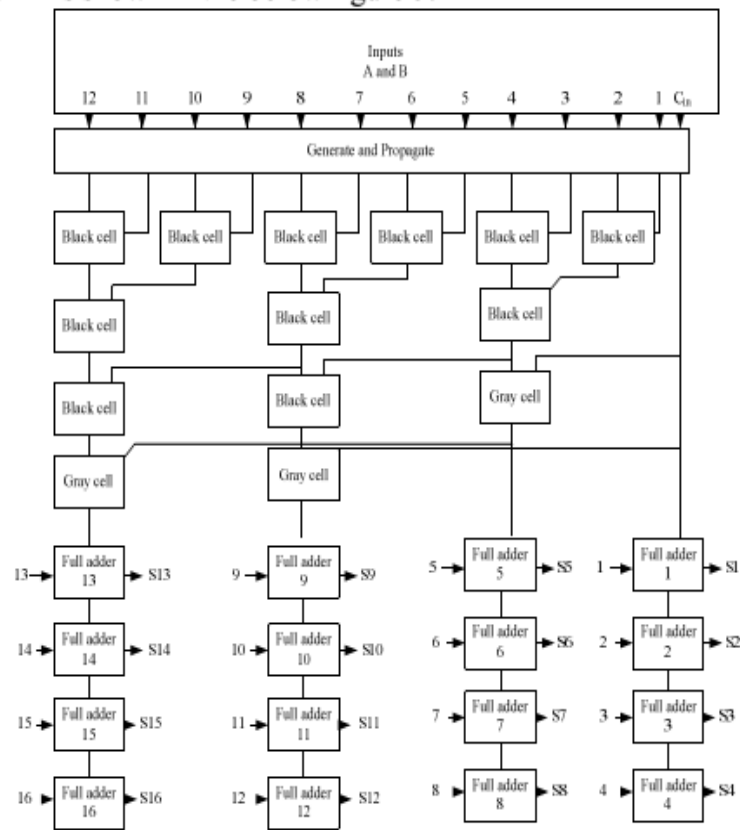 Inputs
A and B
12 11 10 9 8 7 6 5 4 3 2 1 Cin
Generate and Propagate
Black cell Black cell Black cell Black cell Black cell Black cell
Black cell Black cell Black cell
Black cell Black cell Gray cell
Gray cell Gray cell
13 Full adder 13 S13 9 Full adder 9 S9 5 Full adder 5 S5 1 Full adder 1 S1
14 Full adder 14 S14 10 Full adder 10 S10 6 Full adder 6 S6 2 Full adder 2 S2
15 Full adder 15 S15 11 Full adder 11 S11 7 Full adder 7 S7 3 Full adder 3 S3
16 Full adder 16 S16 12 Full adder 12 S12 8 Full adder 8 S8 4 Full adder 4 S4